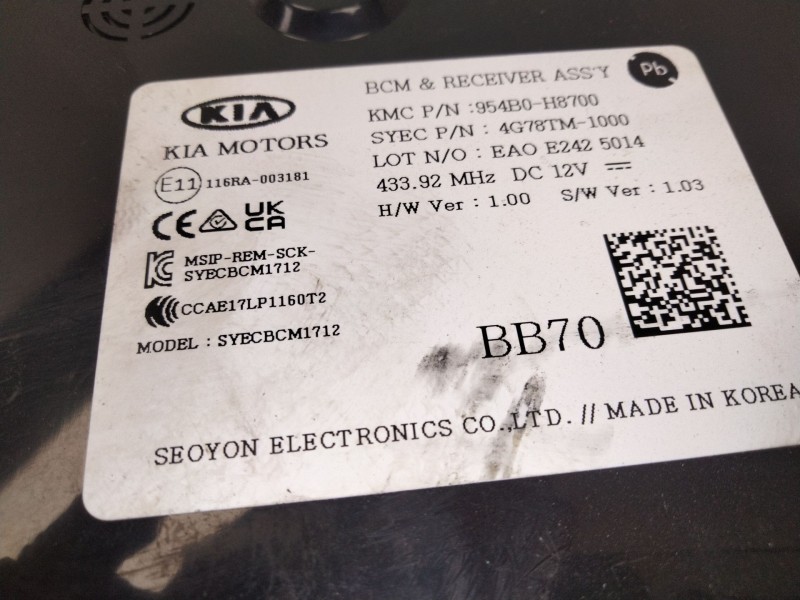 BCM & RECEIVER ASS'Y
Pb
KIA
KIA MOTORS
KMC P/N :954B0-H8700
SYEC P/N : 4G78TM-1000
LOT N/O : EAO E242 5014
433.92 MHz DC 12V
H/W Ver : 1.00 S/W Ver : 1.03
E11 116RA-003181
CE UK
CA
KC MSIP-REM-SCK-
SYECBCM1712
CCAE17LP1160T2
MODEL : SYECBCM1712
BB70
SEOYON ELECTRONICS CO.,LTD. // MADE IN KOREA